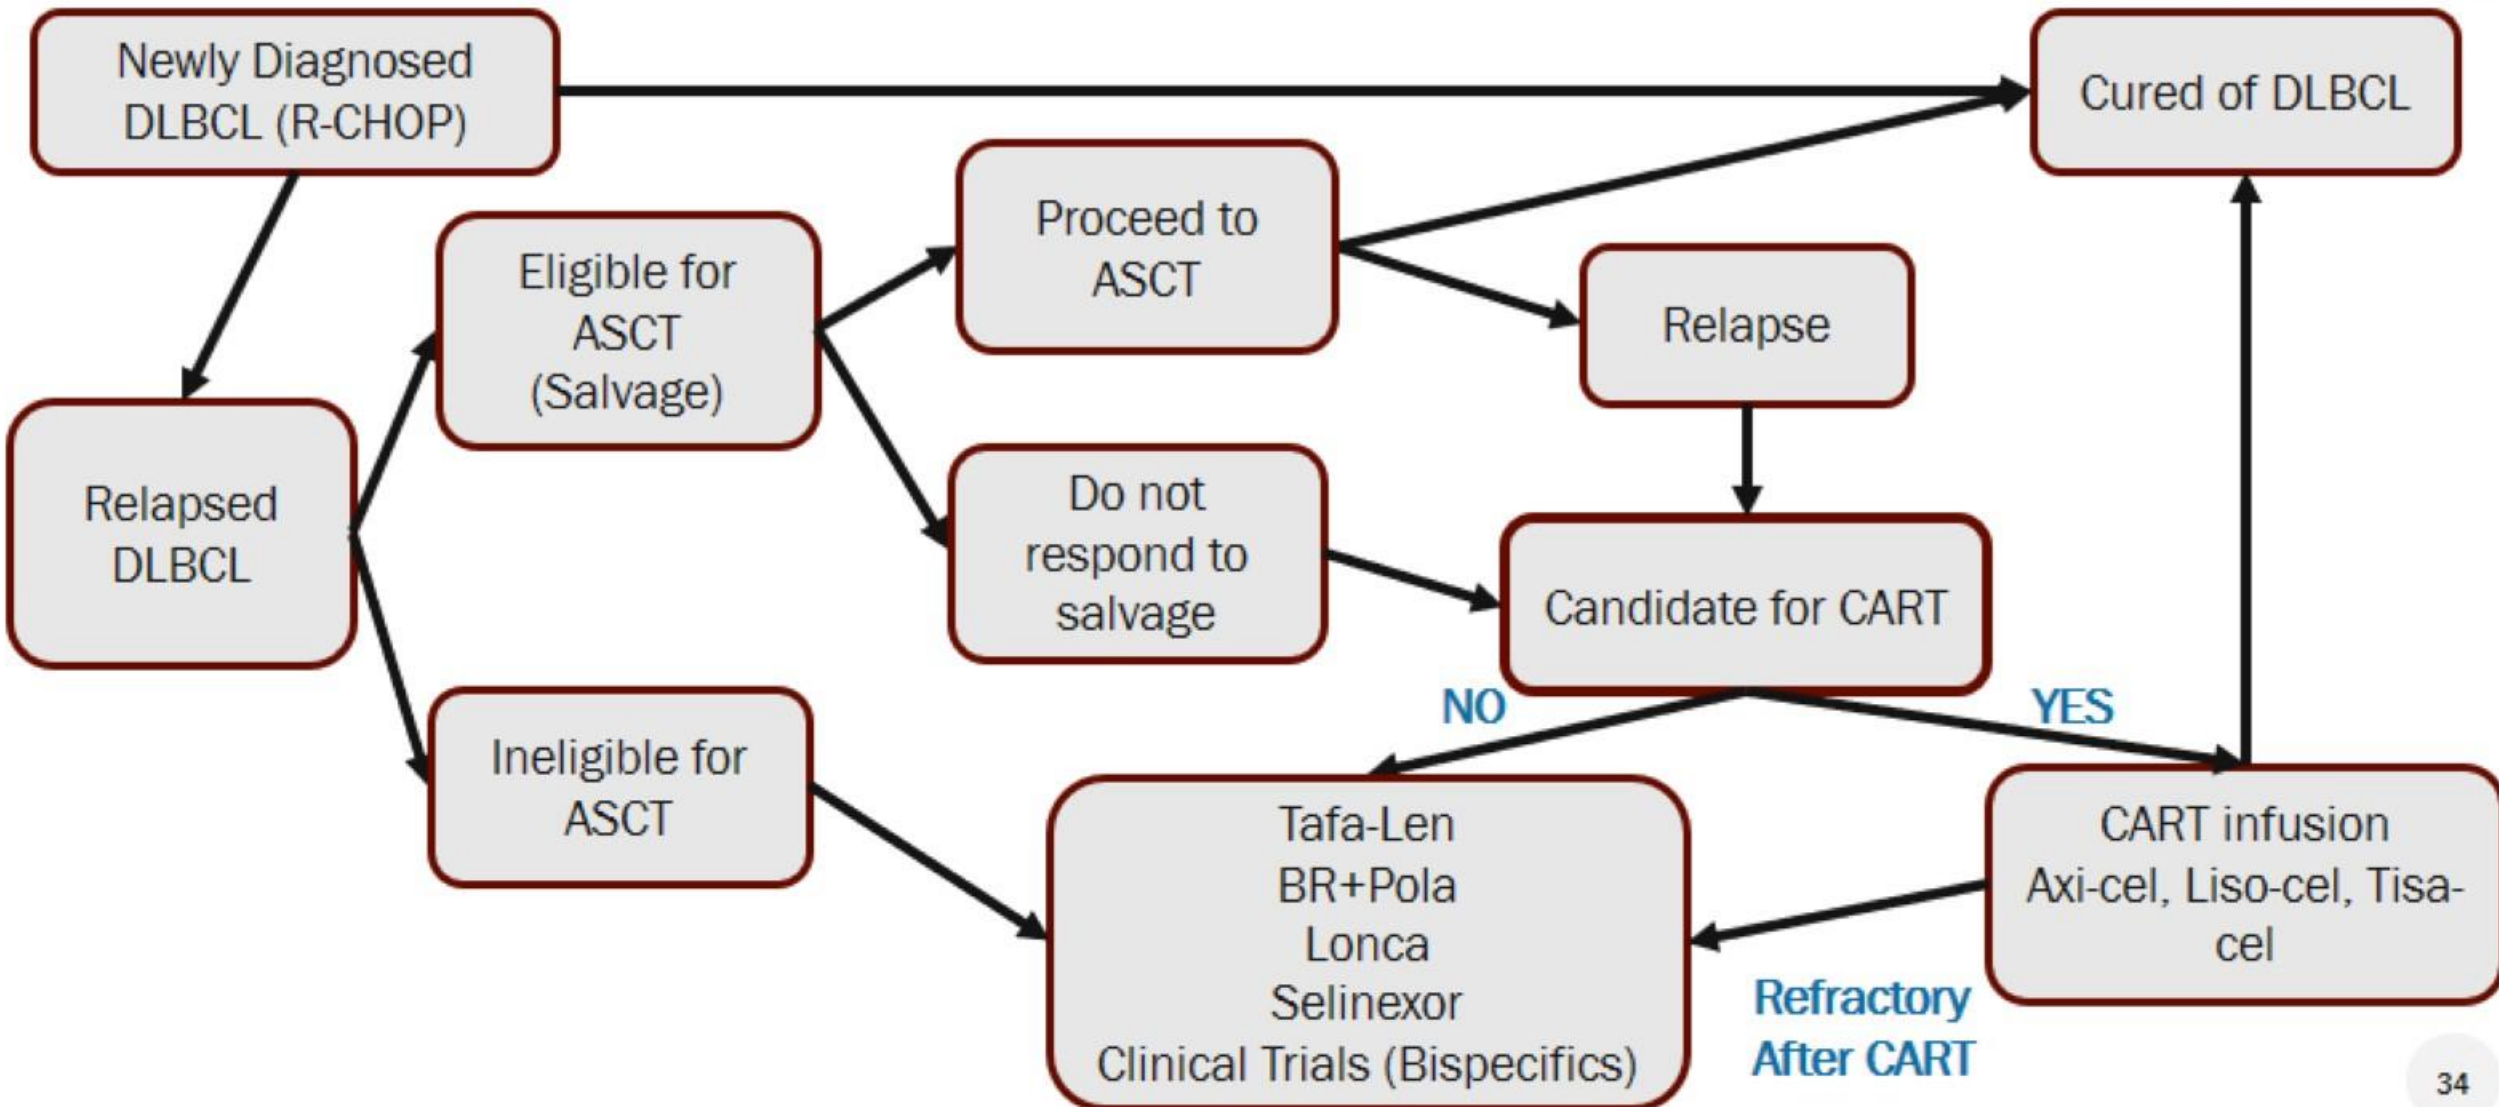 Newly Diagnosed
DLBCL (R-CHOP)
Cured of DLBCL
Proceed to
ASCT
Eligible for
ASCT
(Salvage)
Relapse
Relapsed
DLBCL
Do not
respond to
salvage
Candidate for CART
NO
YES
Ineligible for
ASCT
Tafa-Len
BR+Pola
Lonca
Selinexor
Clinical Trials (Bispecifics)
CART infusion
Axi-cel, Liso-cel, Tisa-
cel
Refractory
After CART
34